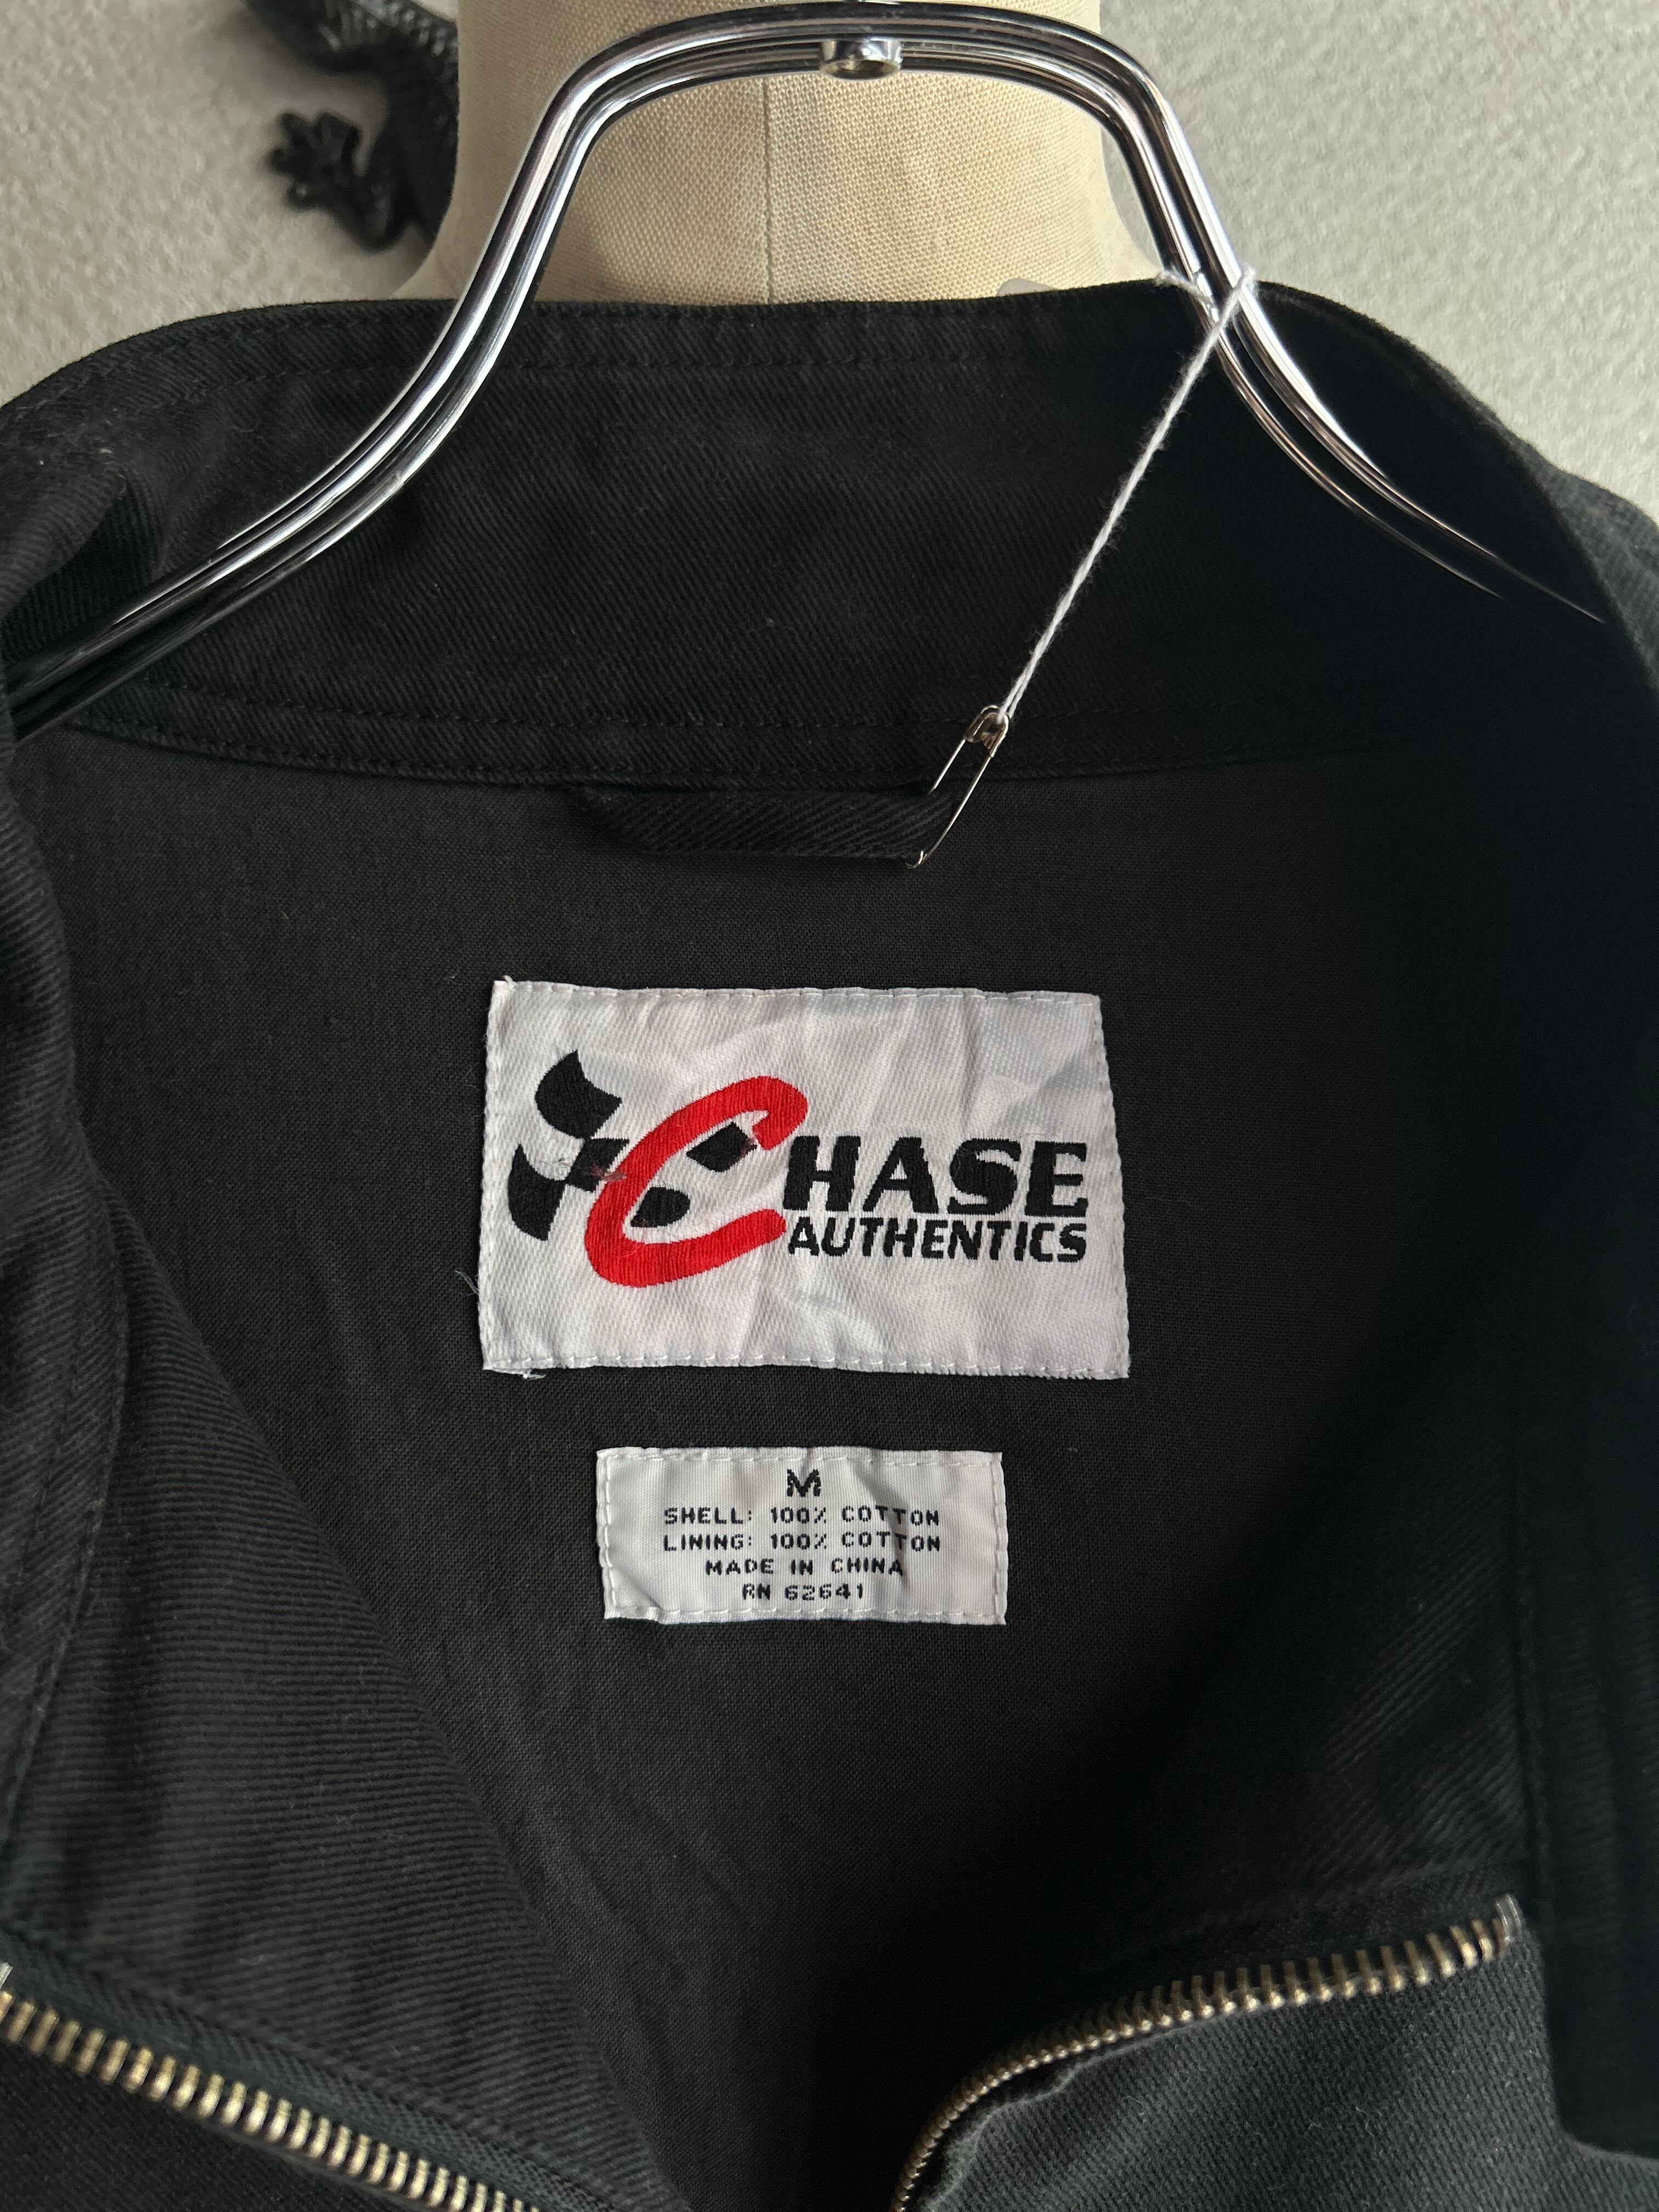 CHASE
AUTHENTICS
M
SHELL: 100% COTTON
LINING: 100% COTTON
MADE IN CHINA
RN 62641